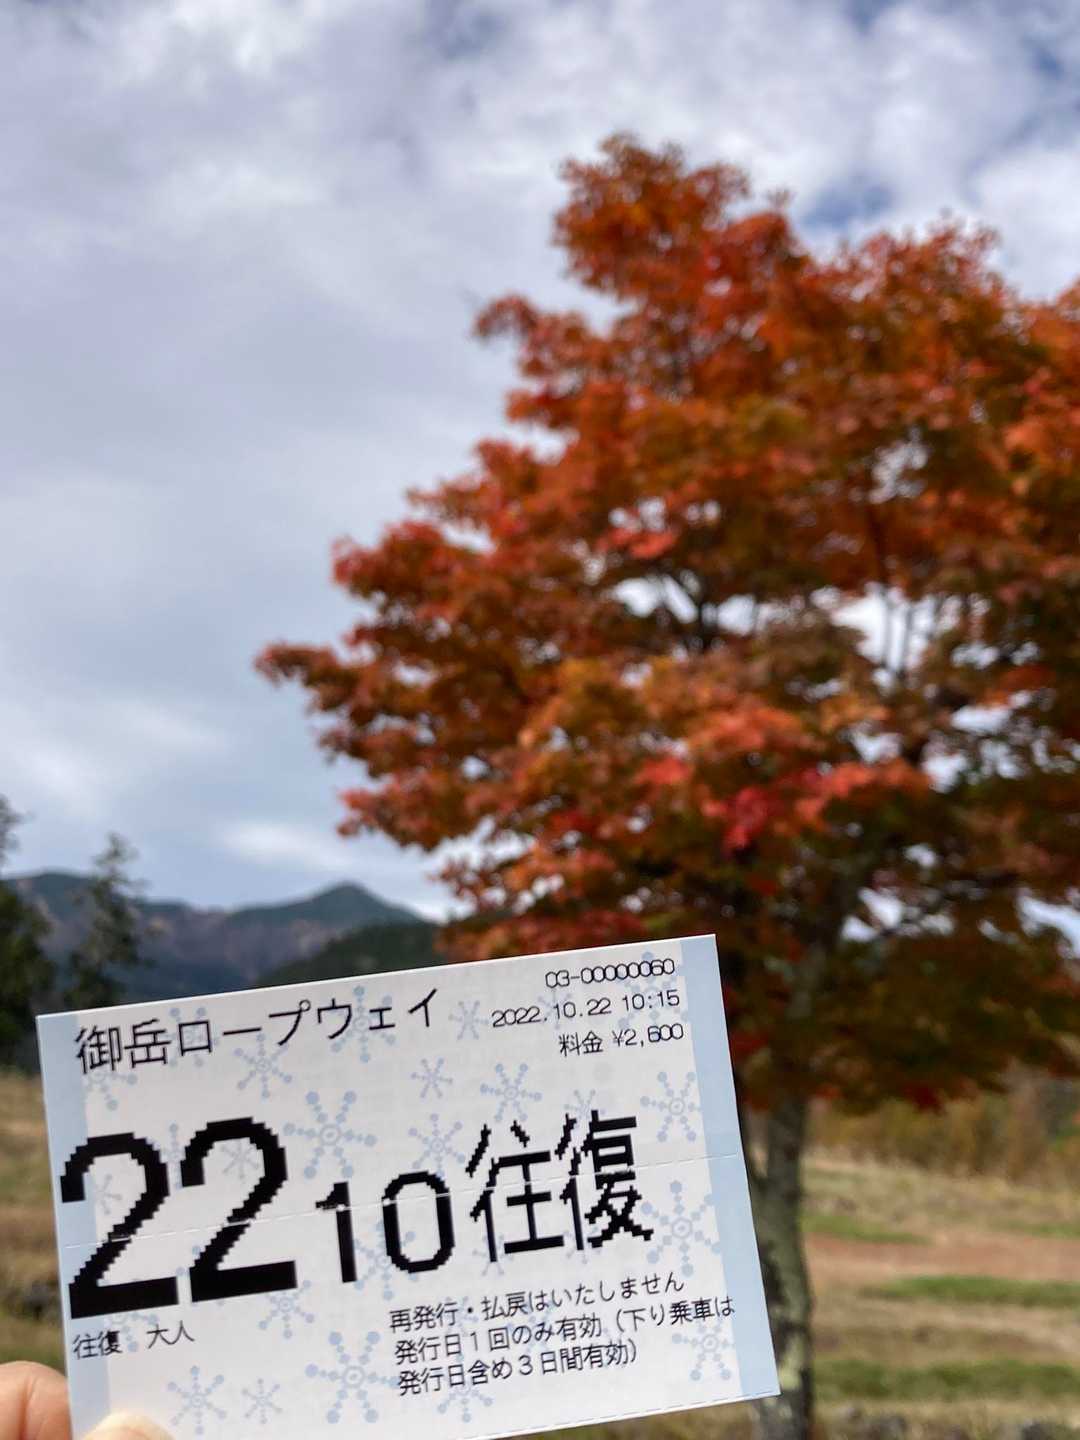 03-00000060
御岳ロープウェイ 2022.10.22 10:15
料金 ¥2,600
22 10 往復
往復 大人
再発行・払戻はいたしません
発行日1回のみ有効（下り乗車は
発行日含め3日間有効）